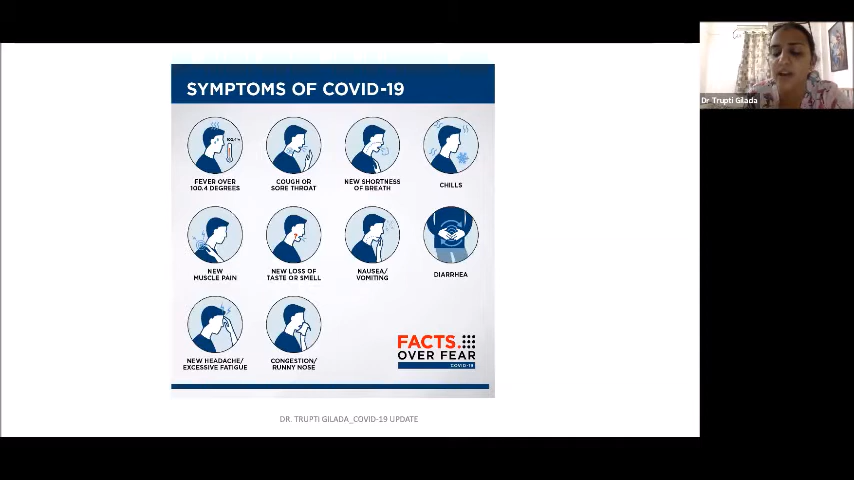 SYMPTOMS OF COVID-19
FEVER OVER
100.4 DEGREES
COUGH OR
SORE THROAT
NEW SHORTNESS
OF BREATH
CHILLS
NEW
MUSCLE PAIN
NEW LOSS OF
TASTE OR SMELL
NAUSEA/
VOMITING
DIARRHEA
NEW HEADACHE/
EXCESSIVE FATIGUE
CONGESTION/
RUNNY NOSE
FACTS.
OVER FEAR
COVID-19
DR. TRUPTI GILADA_COVID-19 UPDATE
Dr Trupti Gilada